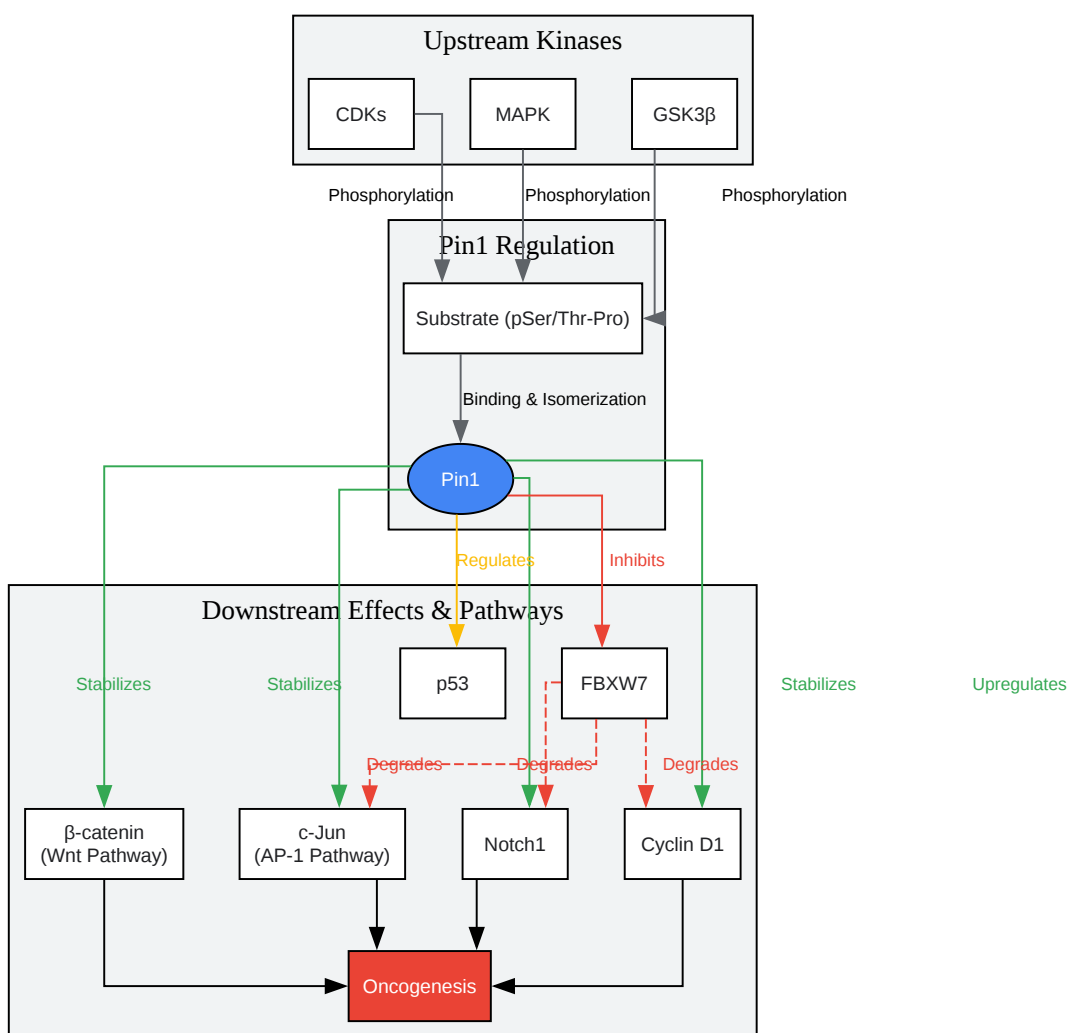 Upstream Kinases
CDKs
MAPK
GSK3β
Phosphorylation
Phosphorylation
Phosphorylation
Pin1 Regulation
Substrate (pSer/Thr-Pro)
Binding & Isomerization
Pin1
Regulates
Inhibits
Downstream Effects & Pathways
Stabilizes
Stabilizes
p53
FBXW7
Stabilizes
Upregulates
Degrades
Degrades
Degrades
β-catenin
(Wnt Pathway)
c-Jun
(AP-1 Pathway)
Notch1
Cyclin D1
Oncogenesis